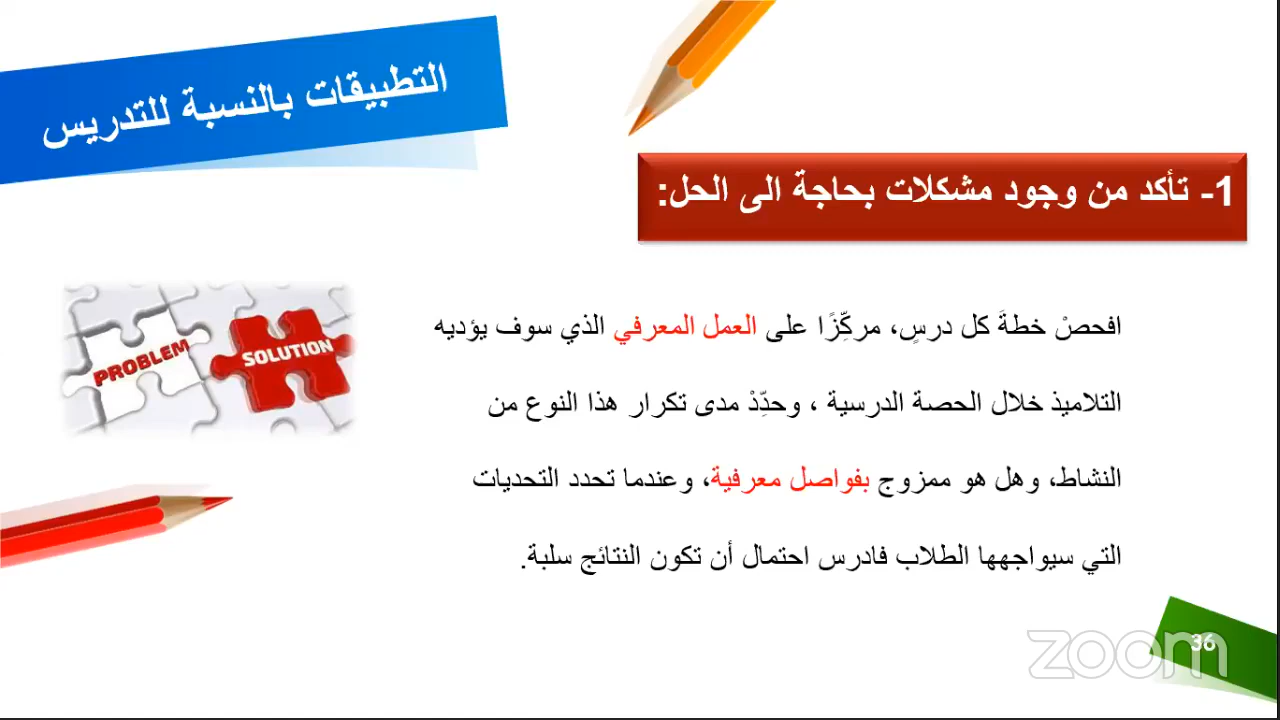 التطبيقات بالنسبة للتدريس
1- تأكد من وجود مشكلات بحاجة الى الحل:
افحصْ خطةَ كل درسٍ، مركِّزًا على العمل المعرفي الذي سوف يؤديه
التلاميذ خلال الحصة الدرسية ، وحدِّدْ مدى تكرار هذا النوع من
النشاط، وهل هو ممزوج بفواصل معرفية، وعندما تحدد التحديات
التي سيواجهها الطلاب فادرس احتمال أن تكون النتائج سلبة.
PROBLEM
SOLUTION
36
zoom